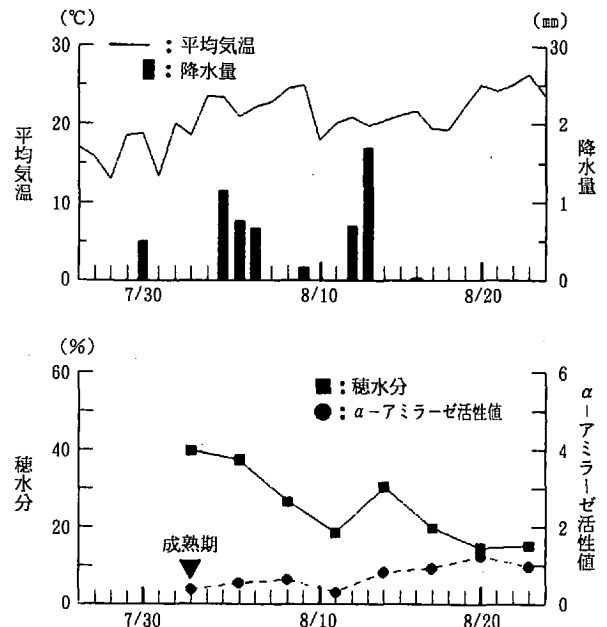 (℃) (㎜)
30 30
― : 平均気温
■ : 降水量
20 2
平均気温 降水量
10 1
0 0
7/30 8/10 8/20
(%)
60 6
■ : 穂水分
● : α-アミラーゼ活性値
40 4
穂水分 α-アミラーゼ活性値
20 2
成熟期
0 0
7/30 8/10 8/20